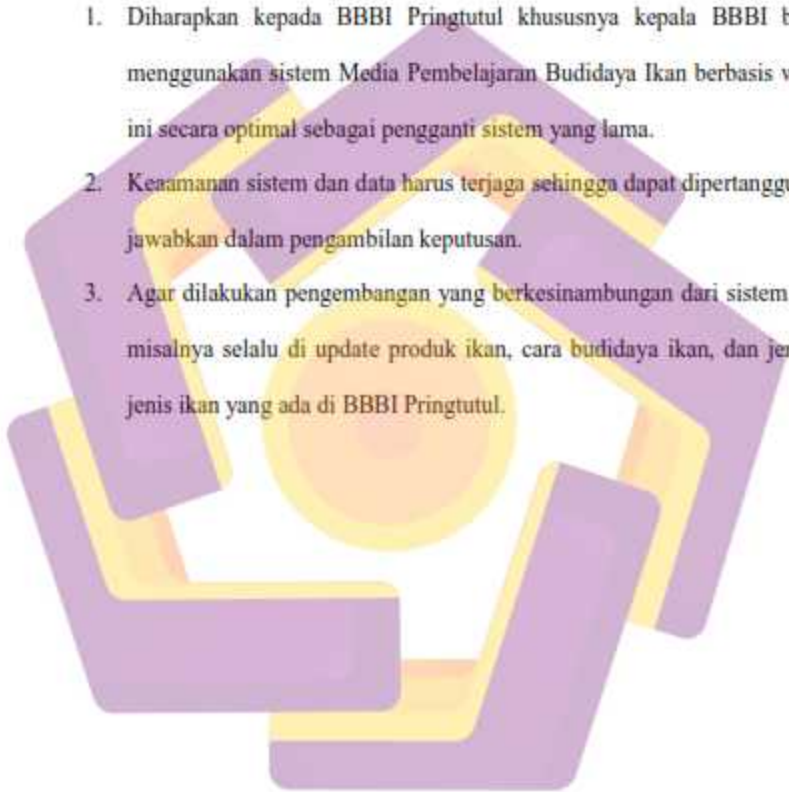 1. Diharapkan kepada BBBI Pringtutul khususnya kepala BBBI
menggunakan sistem Media Pembelajaran Budidaya Ikan berbasis
ini secara optimal sebagai pengganti sistem yang lama.
2. Keaamanan sistem dan data harus terjaga sehingga dapat
jawabkan dalam pengambilan keputusan.
3. Agar dilakukan pengembangan yang berkesinambungan dari sistem
misalnya selalu di update produk ikan, cara budidaya ikan, dan
jenis ikan yang ada di BBBI Pringtutul.